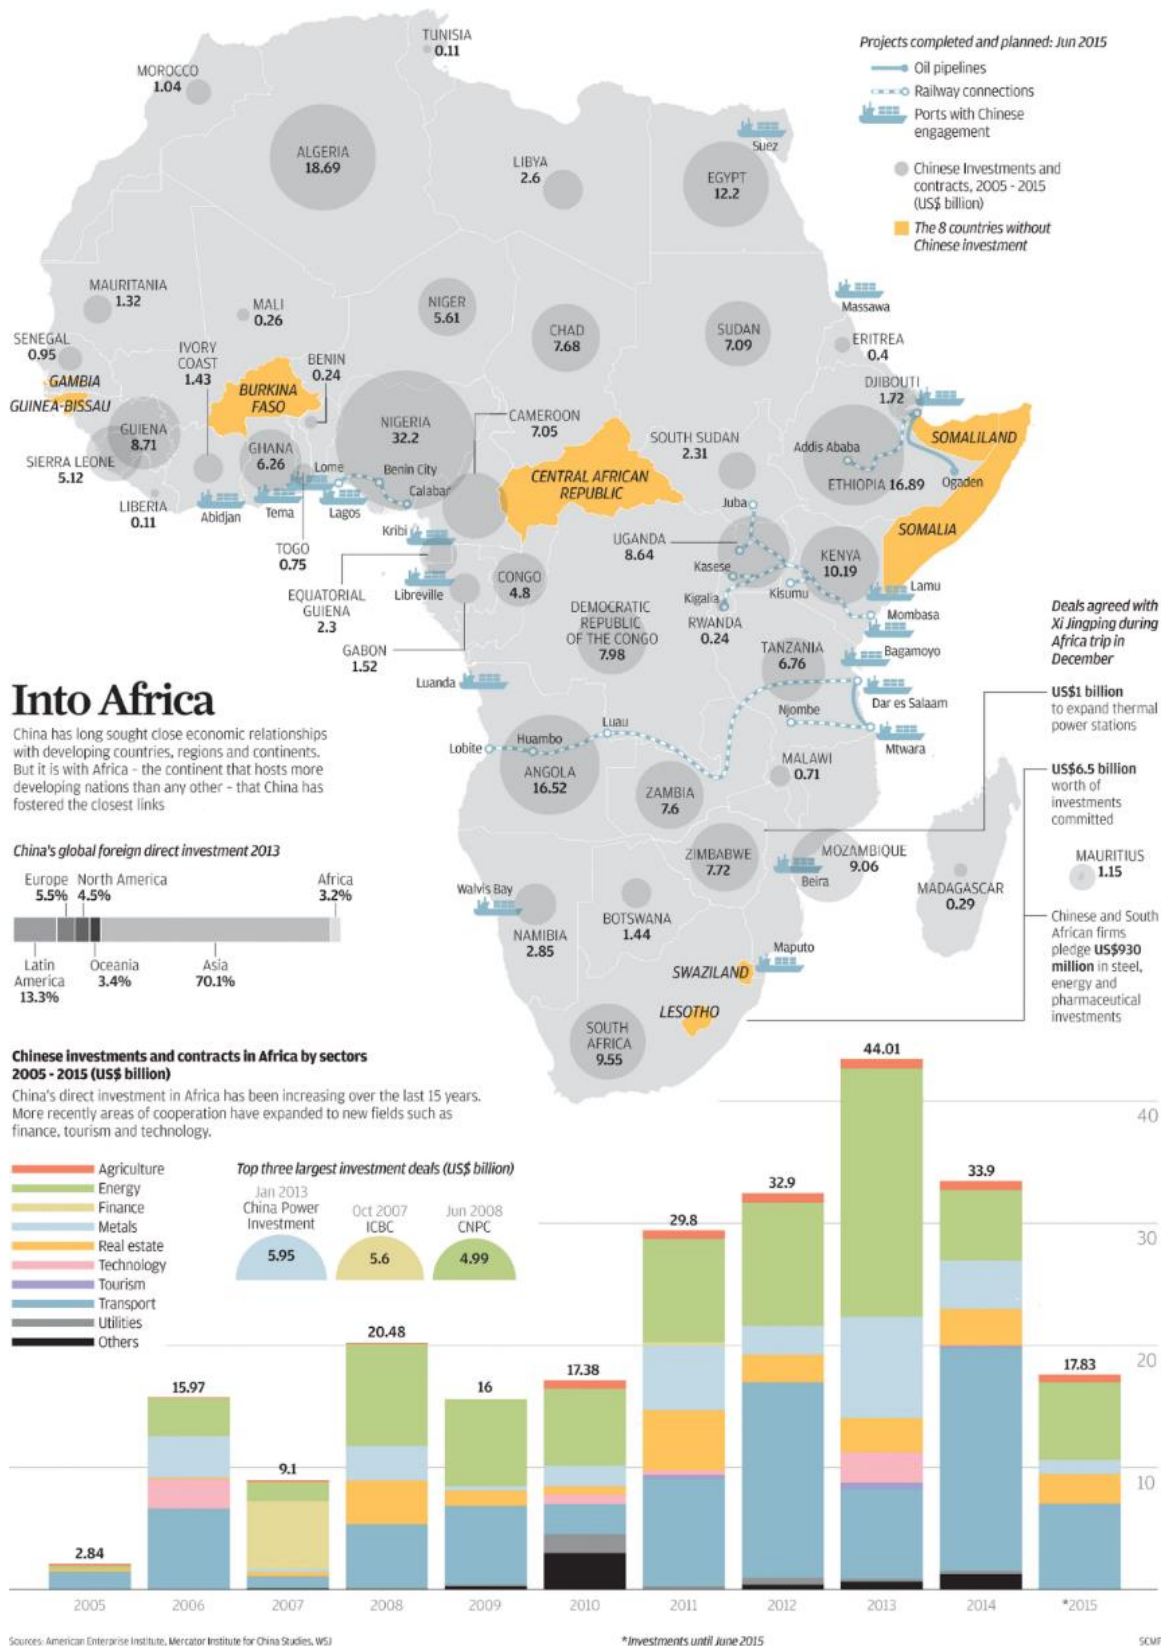 TUNISIA
0.11
MOROCCO
1.04
ALGERIA
18.69
LIBYA
2.6
Suez
EGYPT
12.2
Projects completed and planned: Jun 2015
Oil pipelines
Railway connections
Ports with Chinese
engagement
Chinese Investments and
contracts, 2005 - 2015
(US$ billion)
The 8 countries without
Chinese investment
MAURITANIA
1.32
MALI
0.26
NIGER
5.61
CHAD
7.68
SUDAN
7.09
Massawa
ERITREA
0.4
DJIBOUTI
1.72
SENEGAL
0.95
GAMBIA
GUINEA-BISSAU
IVORY
COAST
1.43
BENIN
0.24
BURKINA
FASO
GUIENA
8.71
SIERRA LEONE
5.12
LIBERIA
0.11
GHANA
6.26
NIGERIA
32.2
CAMEROON
7.05
CENTRAL AFRICAN
REPUBLIC
SOUTH SUDAN
2.31
Addis Ababa
ETHIOPIA 16.89
Ogaden
SOMALILAND
SOMALIA
Lome
Benin City
Calabar
Abidjan
Tema
Lagos
Kribi
TOGO
0.75
EQUATORIAL
GUIENA
2.3
Libreville
CONGO
4.8
GABON
1.52
DEMOCRATIC
REPUBLIC
OF THE CONGO
7.98
Juba
UGANDA
8.64
Kasese
Kigalia
RWANDA
0.24
Kisumu
KENYA
10.19
Lamu
Mombasa
TANZANIA
6.76
Bagamoyo
Dar es Salaam
Njombe
Mtwara
Luanda
Lobite
Huambo
Luau
ANGOLA
16.52
ZAMBIA
7.6
MALAWI
0.71
ZIMBABWE
7.72
MOZAMBIQUE
9.06
Beira
MADAGASCAR
0.29
MAURITIUS
1.15
Walvis Bay
NAMIBIA
2.85
BOTSWANA
1.44
Maputo
SWAZILAND
LESOTHO
SOUTH
AFRICA
9.55
Deals agreed with
Xi Jingping during
Africa trip in
December
US$1 billion
to expand thermal
power stations
US$6.5 billion
worth of
investments
committed
Chinese and South
African firms
pledge US$930
million in steel,
energy and
pharmaceutical
investments
Into Africa
China has long sought close economic relationships
with developing countries, regions and continents.
But it is with Africa – the continent that hosts more
developing nations than any other – that China has
fostered the closest links
China's global foreign direct investment 2013
Europe
5.5%
North America
4.5%
Africa
3.2%
Latin
America
13.3%
Oceania
3.4%
Asia
70.1%
Chinese investments and contracts in Africa by sectors
2005 - 2015 (US$ billion)
China's direct investment in Africa has been increasing over the last 15 years.
More recently areas of cooperation have expanded to new fields such as
finance, tourism and technology.
Agriculture
Energy
Finance
Metals
Real estate
Technology
Tourism
Transport
Utilities
Others
Top three largest investment deals (US$ billion)
Jan 2013
China Power
Investment
5.95
Oct 2007
ICBC
5.6
Jun 2008
CNPC
4.99
2.84
15.97
9.1
20.48
16
17.38
29.8
32.9
44.01
33.9
17.83
40
30
20
10
2005
2006
2007
2008
2009
2010
2011
2012
2013
2014
*2015
Sources: American Enterprise Institute, Mercator Institute for China Studies, WSJ
*Investments until June 2015
SCMP